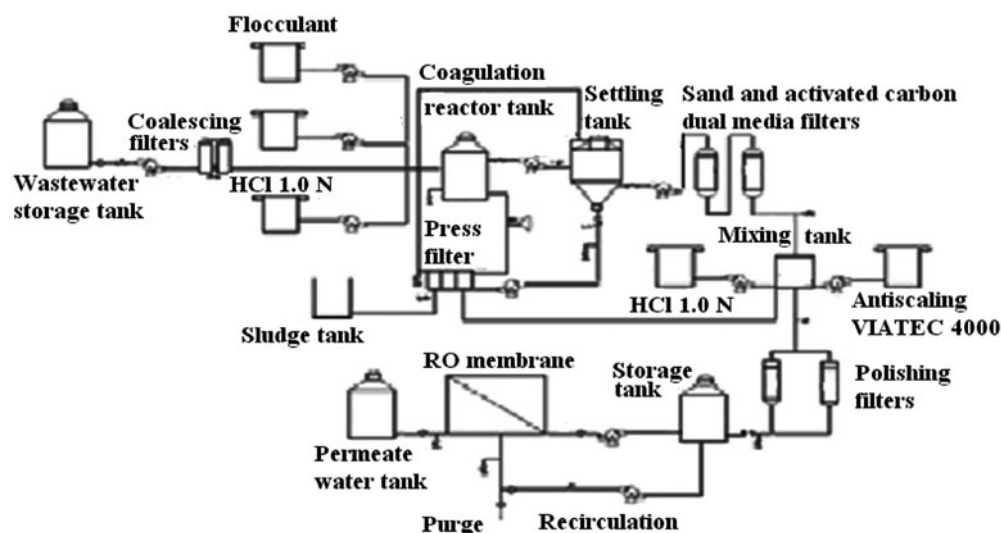 Flocculant
Coagulation
reactor tank
Settling
tank
Sand and activated carbon
dual media filters
Coalescing
filters
Wastewater
storage tank
HCl 1.0 N
Press
filter
Mixing tank
Sludge tank
HCl 1.0 N
Antiscaling
VIATEC 4000
RO membrane
Storage
tank
Polishing
filters
Permeate
water tank
Purge
Recirculation